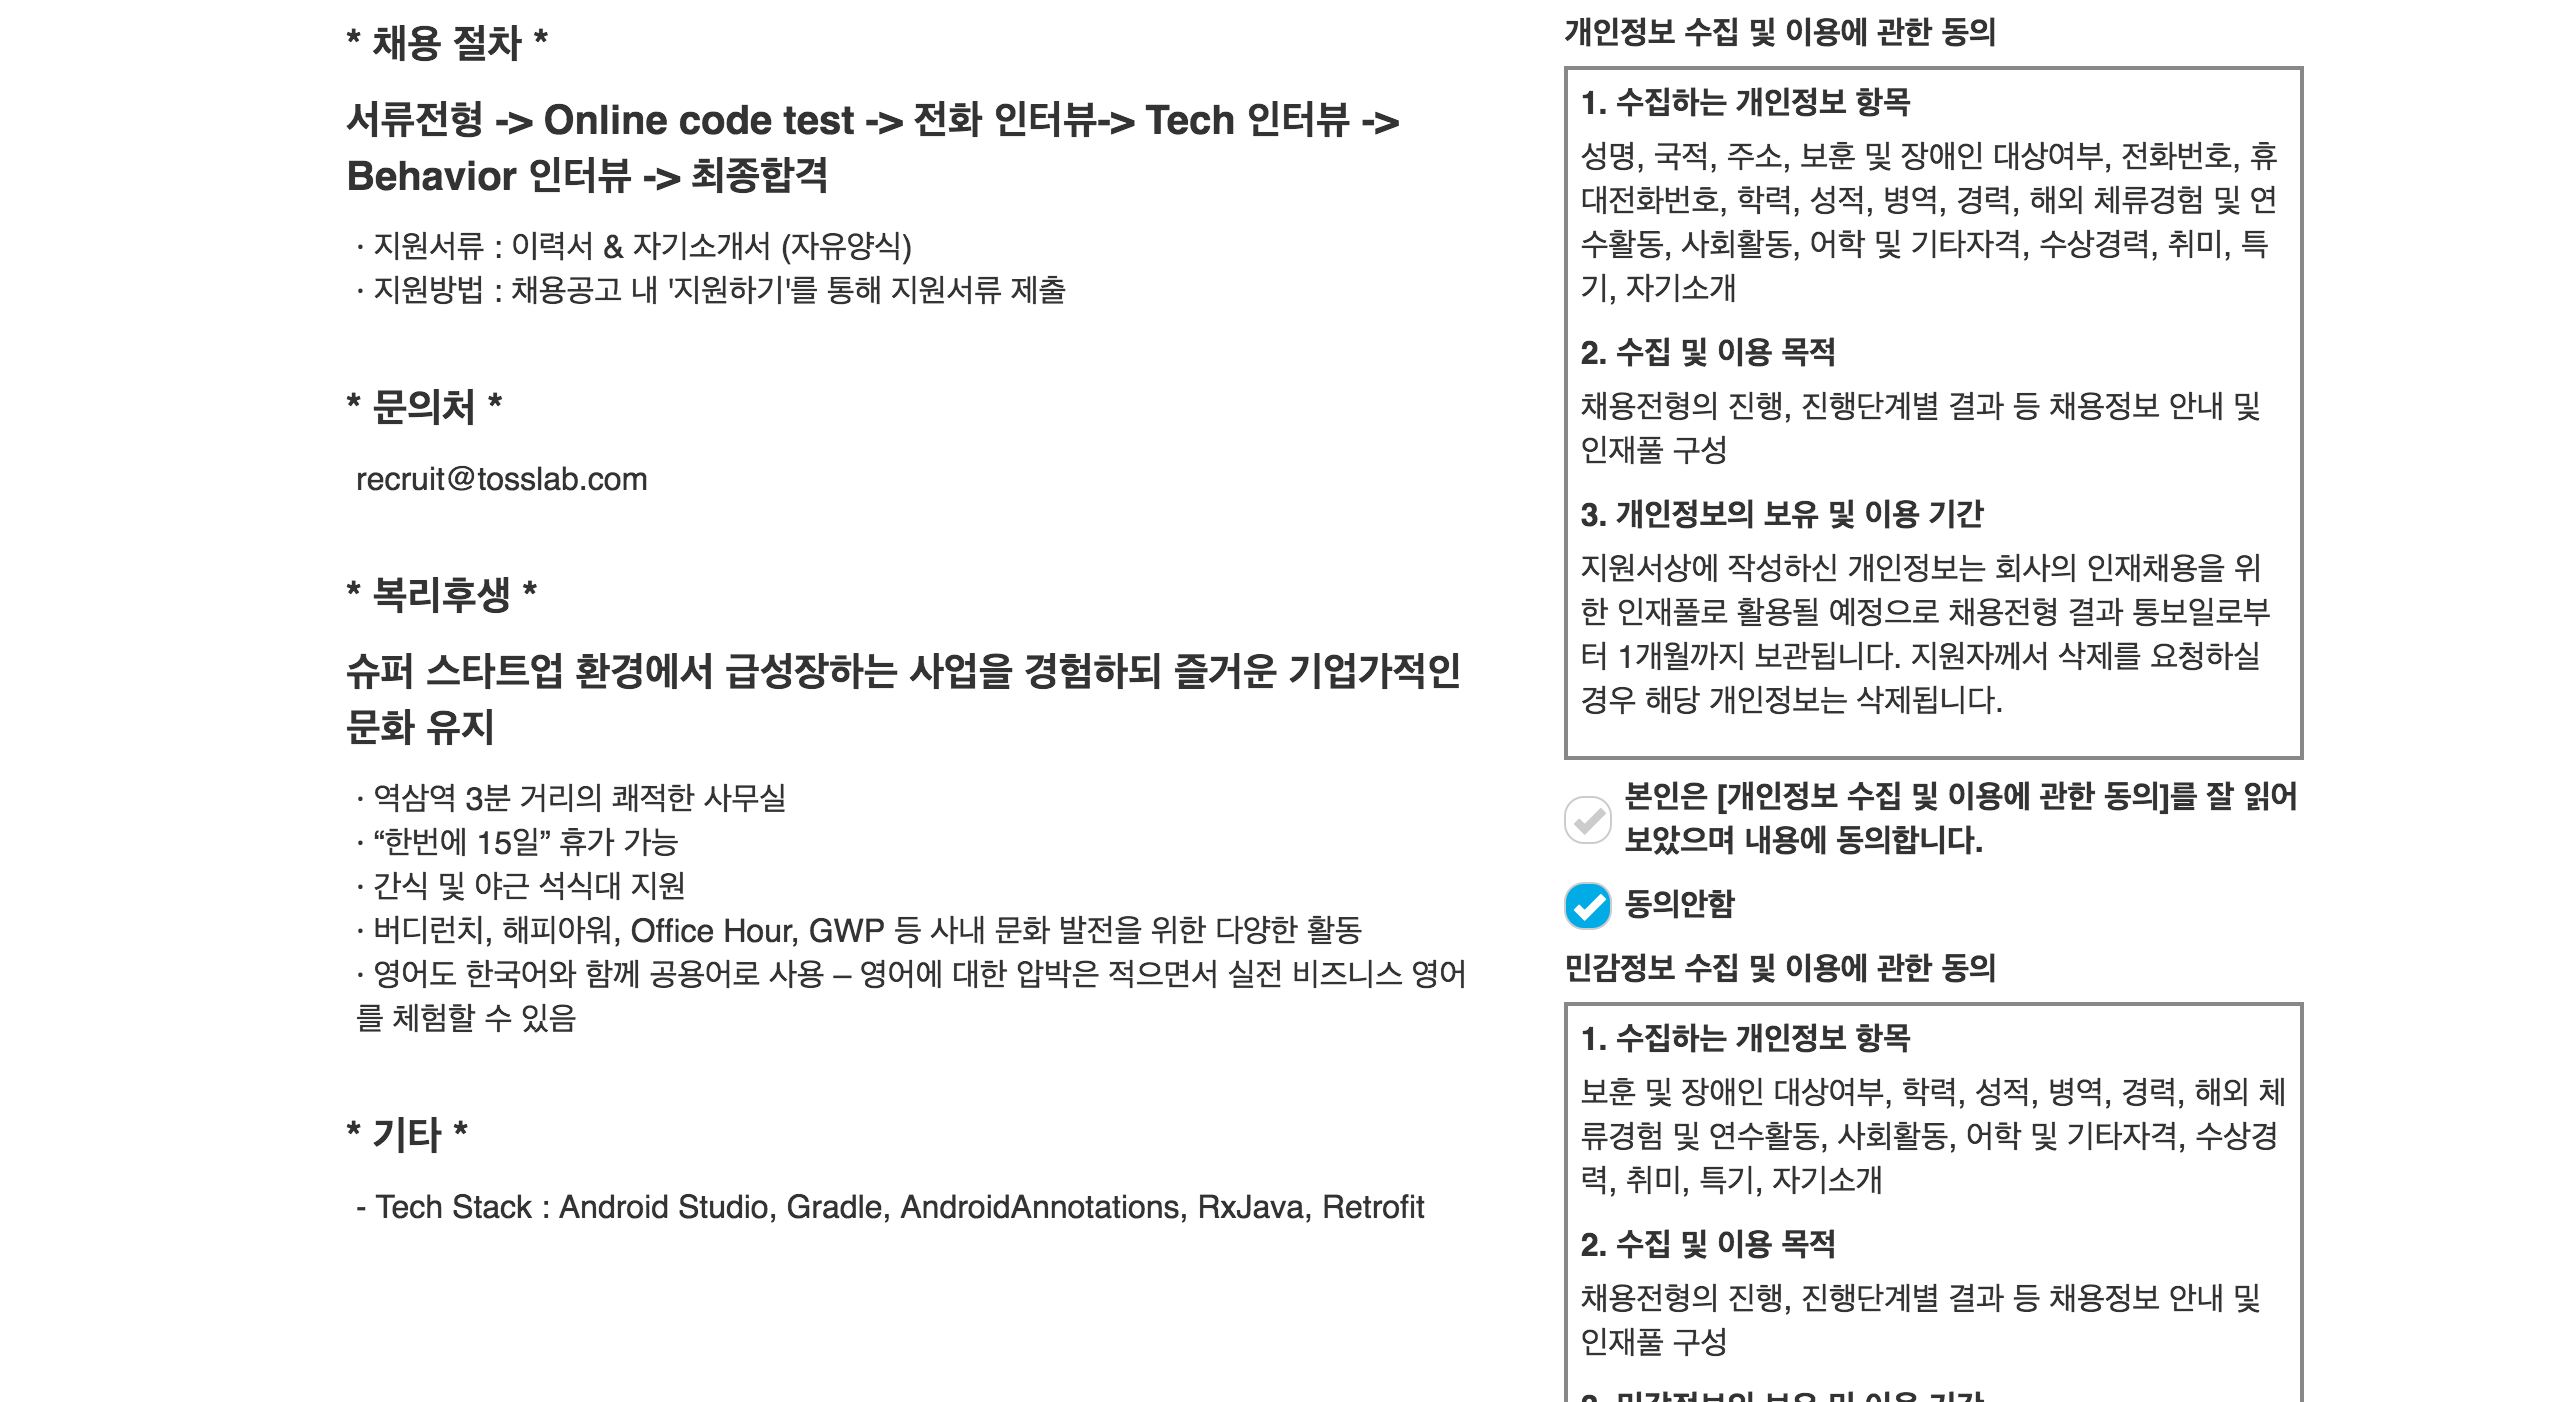 * 채용 절차 *
서류전형 -> Online code test -> 전화 인터뷰-> Tech 인터뷰 ->
Behavior 인터뷰 -> 최종합격
· 지원서류 : 이력서 & 자기소개서 (자유양식)
· 지원방법 : 채용공고 내 '지원하기'를 통해 지원서류 제출
* 문의처 *
recruit@tosslab.com
* 복리후생 *
슈퍼 스타트업 환경에서 급성장하는 사업을 경험하되 즐거운 기업가적인
문화 유지
· 역삼역 3분 거리의 쾌적한 사무실
· “한번에 15일” 휴가 가능
· 간식 및 야근 석식대 지원
· 버디런치, 해피아워, Office Hour, GWP 등 사내 문화 발전을 위한 다양한 활동
· 영어도 한국어와 함께 공용어로 사용 – 영어에 대한 압박은 적으면서 실전 비즈니스 영어
를 체험할 수 있음
* 기타 *
- Tech Stack : Android Studio, Gradle, AndroidAnnotations, RxJava, Retrofit
개인정보 수집 및 이용에 관한 동의
1. 수집하는 개인정보 항목
성명, 국적, 주소, 보훈 및 장애인 대상여부, 전화번호, 휴
대전화번호, 학력, 성적, 병역, 경력, 해외 체류경험 및 연
수활동, 사회활동, 어학 및 기타자격, 수상경력, 취미, 특
기, 자기소개
2. 수집 및 이용 목적
채용전형의 진행, 진행단계별 결과 등 채용정보 안내 및
인재풀 구성
3. 개인정보의 보유 및 이용 기간
지원서상에 작성하신 개인정보는 회사의 인재채용을 위
한 인재풀로 활용될 예정으로 채용전형 결과 통보일로부
터 1개월까지 보관됩니다. 지원자께서 삭제를 요청하실
경우 해당 개인정보는 삭제됩니다.
본인은 [개인정보 수집 및 이용에 관한 동의]를 잘 읽어
보았으며 내용에 동의합니다.
동의안함
민감정보 수집 및 이용에 관한 동의
1. 수집하는 개인정보 항목
보훈 및 장애인 대상여부, 학력, 성적, 병역, 경력, 해외 체
류경험 및 연수활동, 사회활동, 어학 및 기타자격, 수상경
력, 취미, 특기, 자기소개
2. 수집 및 이용 목적
채용전형의 진행, 진행단계별 결과 등 채용정보 안내 및
인재풀 구성